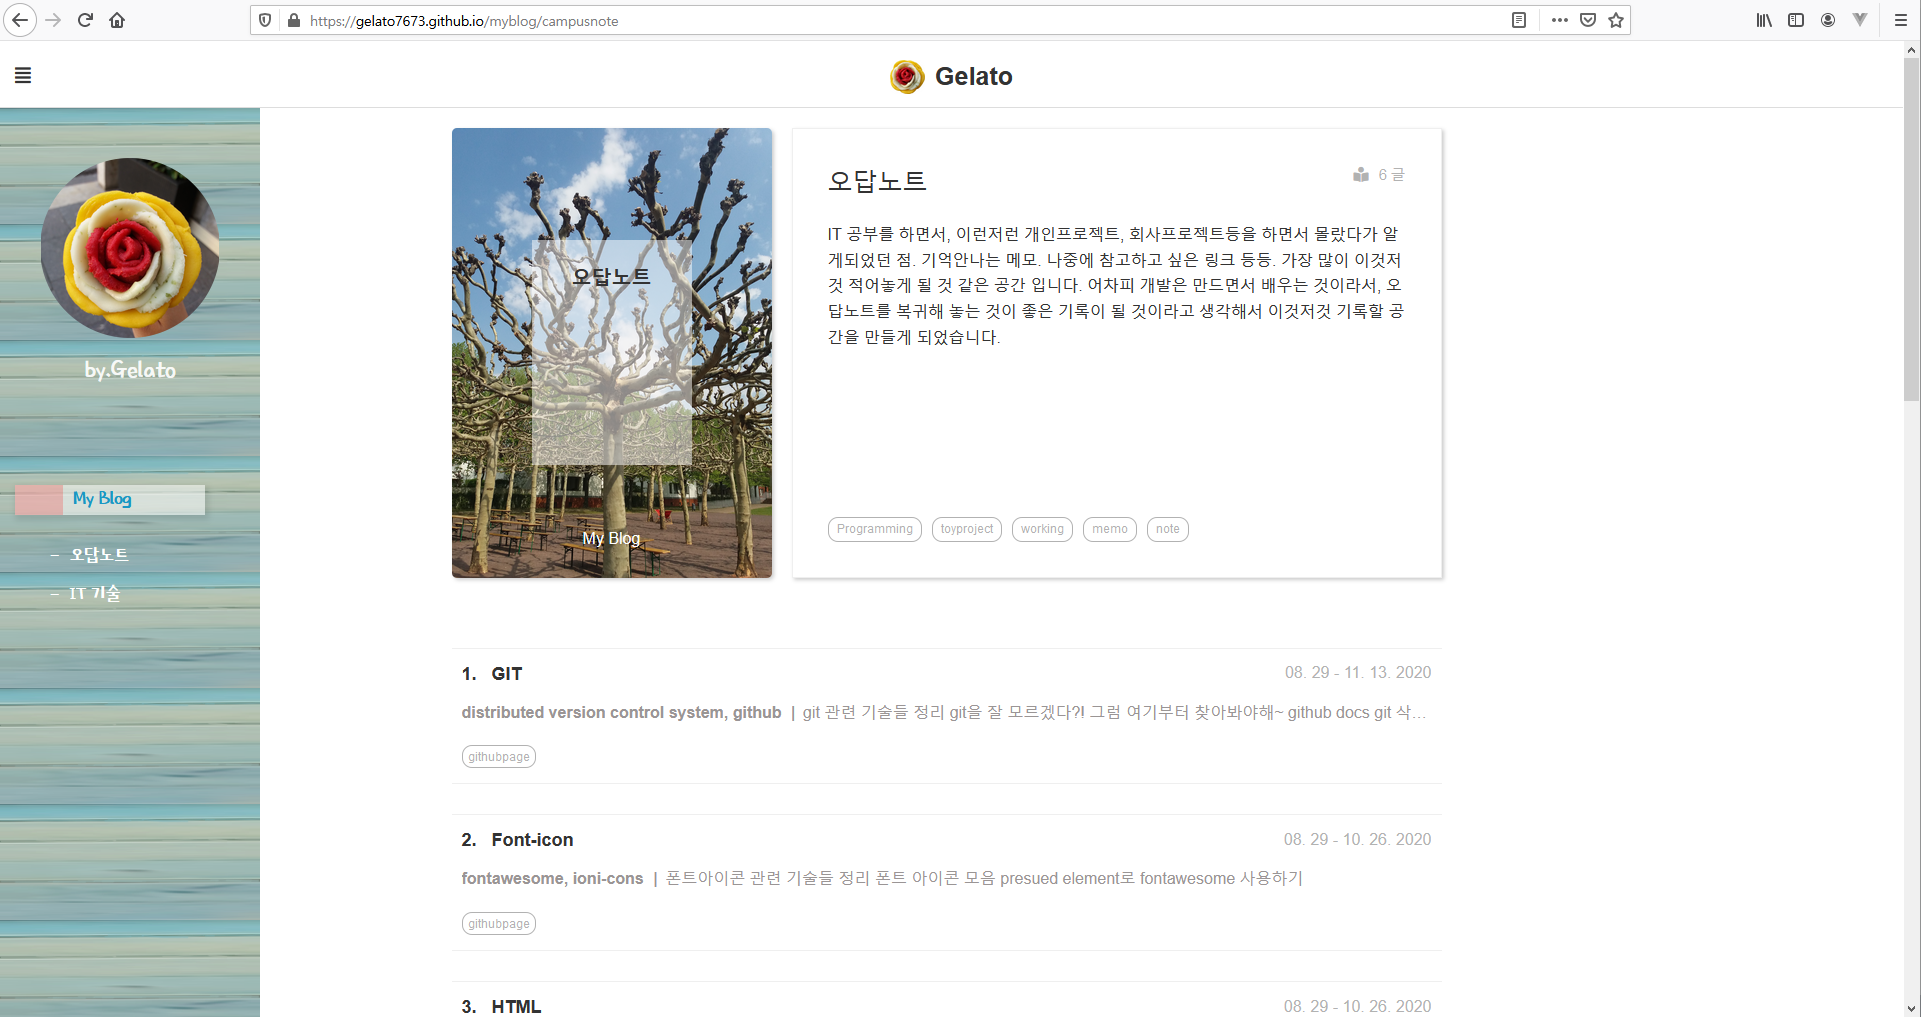 https://gelato7673.github.io/myblog/campusnote
Gelato
by.Gelato
My Blog
– 오답노트
– IT 기술
오답노트
My Blog
오답노트
6 글
IT 공부를 하면서, 이런저런 개인프로젝트, 회사프로젝트등을 하면서 몰랐다가 알
게되었던 점. 기억안나는 메모. 나중에 참고하고 싶은 링크 등등. 가장 많이 이것저
것 적어놓게 될 것 같은 공간 입니다. 어차피 개발은 만드면서 배우는 것이라서, 오
답노트를 복귀해 놓는 것이 좋은 기록이 될 것이라고 생각해서 이것저것 기록할 공
간을 만들게 되었습니다.
Programming toyproject working memo note
1. GIT 08. 29 - 11. 13. 2020
distributed version control system, github | git 관련 기술들 정리 git을 잘 모르겠다?! 그럼 여기부터 찾아봐야해~ github docs git 삭...
githubpage
2. Font-icon 08. 29 - 10. 26. 2020
fontawesome, ioni-cons | 폰트아이콘 관련 기술들 정리 폰트 아이콘 모음 presued element로 fontawesome 사용하기
githubpage
3. HTML 08. 29 - 10. 26. 2020